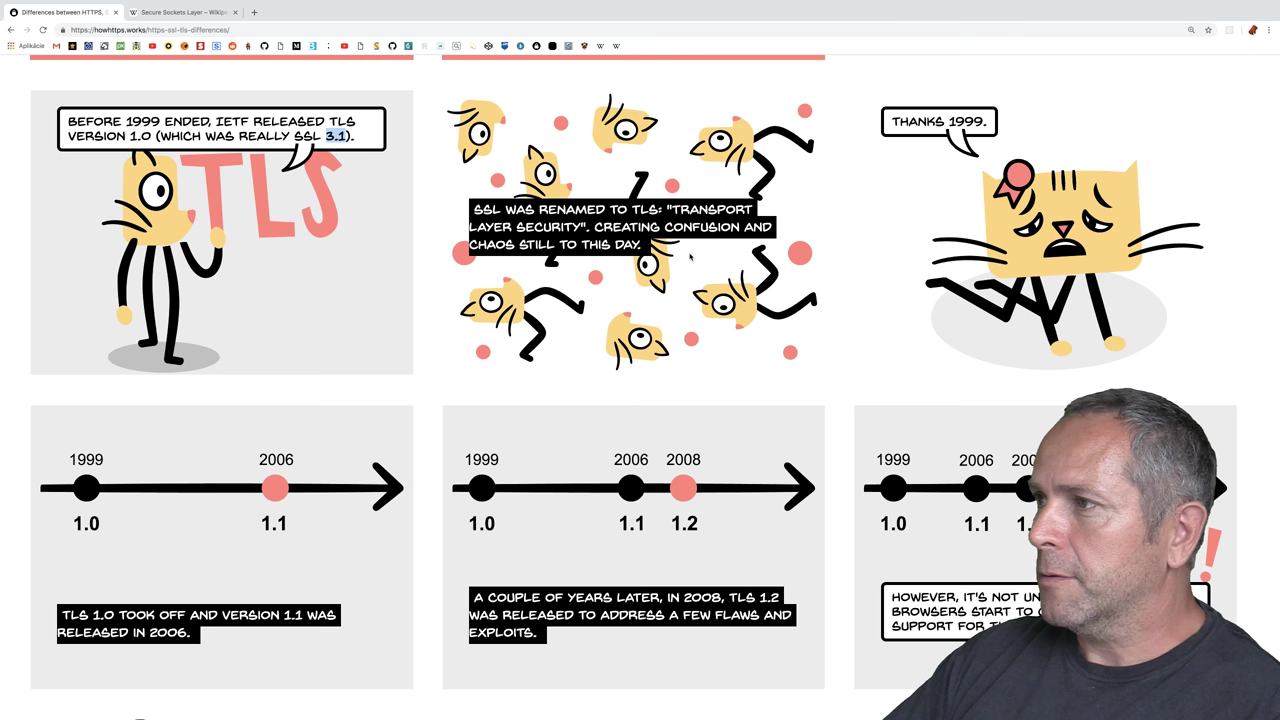 Differences between HTTPS, S
Secure Sockets Layer – Wikipe
https://howhttps.works/https-ssl-tls-differences/
Aplikácie
BEFORE 1999 ENDED, IETF RELEASED TLS
VERSION 1.0 (WHICH WAS REALLY SSL 3.1).
TLS
SSL WAS RENAMED TO TLS: "TRANSPORT
LAYER SECURITY". CREATING CONFUSION AND
CHAOS STILL TO THIS DAY.
THANKS 1999.
1999 2006
1.0 1.1
TLS 1.0 TOOK OFF AND VERSION 1.1 WAS
RELEASED IN 2006.
1999 2006 2008
1.0 1.1 1.2
A COUPLE OF YEARS LATER, IN 2008, TLS 1.2
WAS RELEASED TO ADDRESS A FEW FLAWS AND
EXPLOITS.
1999 2006 200
1.0 1.1 1.
!
HOWEVER, IT'S NOT UN
BROWSERS START TO
SUPPORT FOR